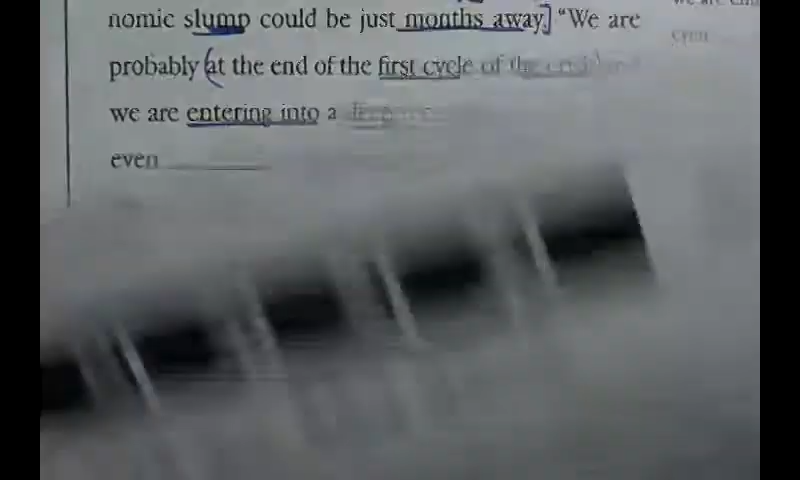 nomic slump could be just months away. "We are
probably at the end of the first cycle of the
we are entering into a
even